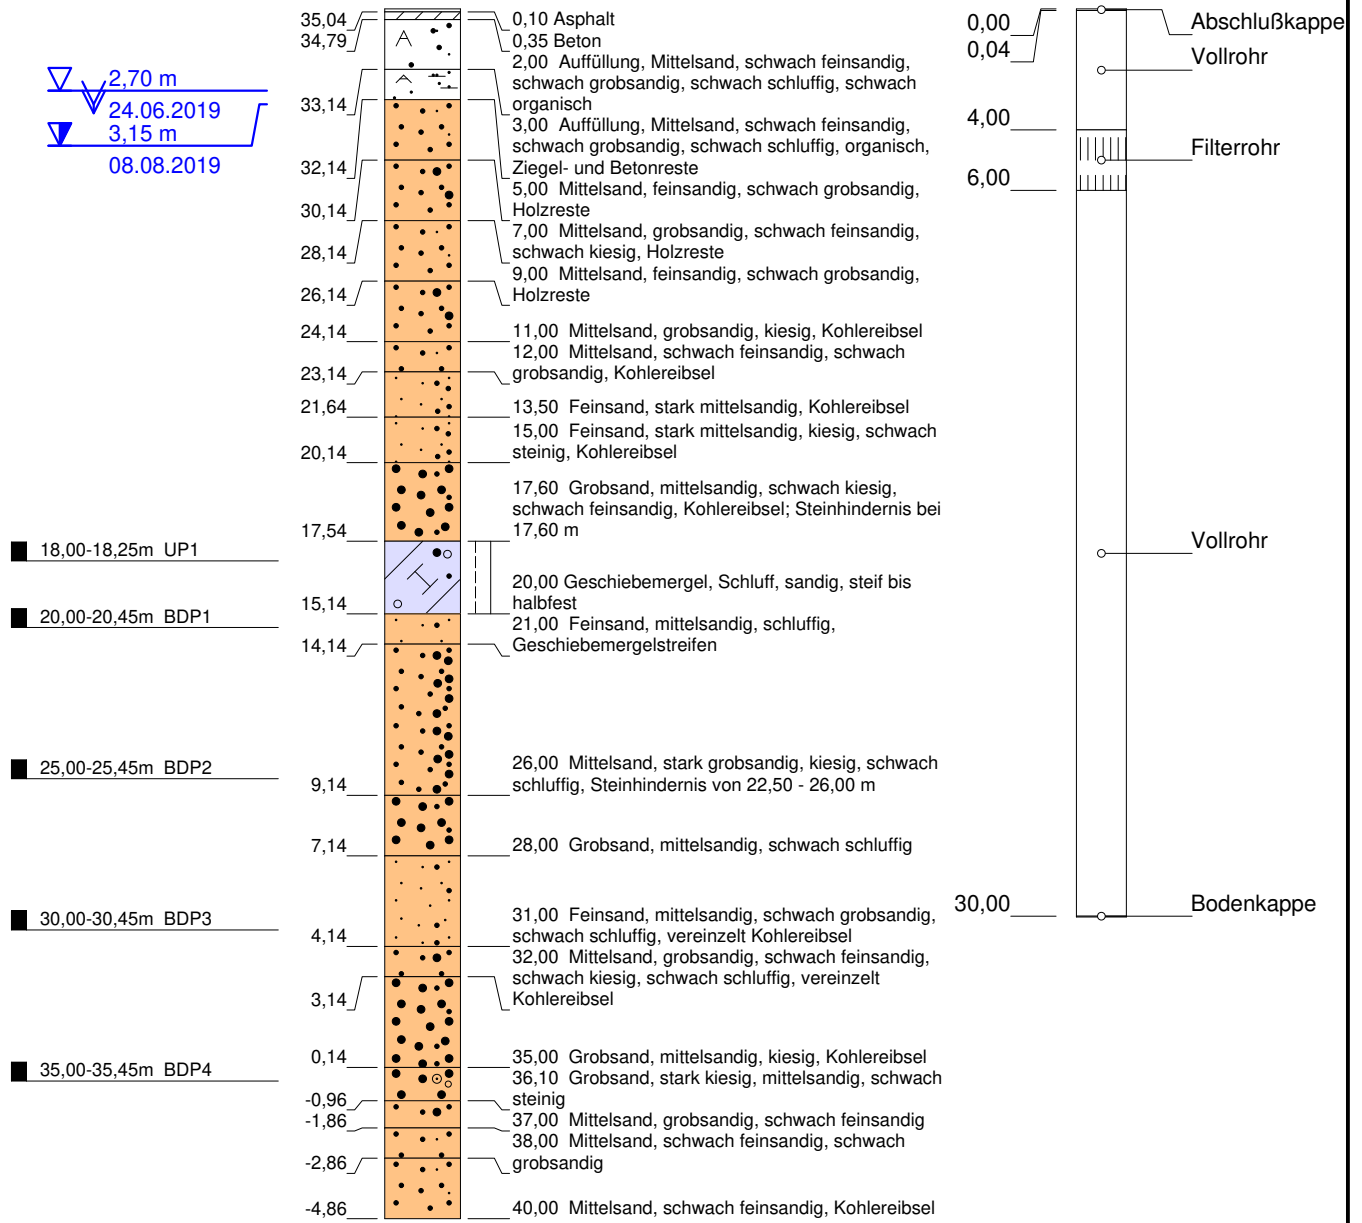 2,70 m
24.06.2019
3,15 m
08.08.2019
18,00-18,25m UP1
20,00-20,45m BDP1
25,00-25,45m BDP2
30,00-30,45m BDP3
35,00-35,45m BDP4
35,04
34,79
33,14
32,14
30,14
28,14
26,14
24,14
23,14
21,64
20,14
17,54
15,14
14,14
9,14
7,14
4,14
3,14
0,14
-0,96
-1,86
-2,86
-4,86
0,10 Asphalt
0,35 Beton
2,00 Auffüllung, Mittelsand, schwach feinsandig,
schwach grobsandig, schwach schluffig, schwach
organisch
3,00 Auffüllung, Mittelsand, schwach feinsandig,
schwach grobsandig, schwach schluffig, organisch,
Ziegel- und Betonreste
5,00 Mittelsand, feinsandig, schwach grobsandig,
Holzreste
7,00 Mittelsand, grobsandig, schwach feinsandig,
schwach kiesig, Holzreste
9,00 Mittelsand, feinsandig, schwach grobsandig,
Holzreste
11,00 Mittelsand, grobsandig, kiesig, Kohlereibsel
12,00 Mittelsand, schwach feinsandig, schwach
grobsandig, Kohlereibsel
13,50 Feinsand, stark mittelsandig, Kohlereibsel
15,00 Feinsand, stark mittelsandig, kiesig, schwach
steinig, Kohlereibsel
17,60 Grobsand, mittelsandig, schwach kiesig,
schwach feinsandig, Kohlereibsel; Steinhindernis bei
17,60 m
20,00 Geschiebemergel, Schluff, sandig, steif bis
halbfest
21,00 Feinsand, mittelsandig, schluffig,
Geschiebemergelstreifen
26,00 Mittelsand, stark grobsandig, kiesig, schwach
schluffig, Steinhindernis von 22,50 - 26,00 m
28,00 Grobsand, mittelsandig, schwach schluffig
31,00 Feinsand, mittelsandig, schwach grobsandig,
schwach schluffig, vereinzelt Kohlereibsel
32,00 Mittelsand, grobsandig, schwach feinsandig,
schwach kiesig, schwach schluffig, vereinzelt
Kohlereibsel
35,00 Grobsand, mittelsandig, kiesig, Kohlereibsel
36,10 Grobsand, stark kiesig, mittelsandig, schwach
steinig
37,00 Mittelsand, grobsandig, schwach feinsandig
38,00 Mittelsand, schwach feinsandig, schwach
grobsandig
40,00 Mittelsand, schwach feinsandig, Kohlereibsel
0,00
0,04
4,00
6,00
30,00
Abschlußkappe
Vollrohr
Filterrohr
Vollrohr
Bodenkappe